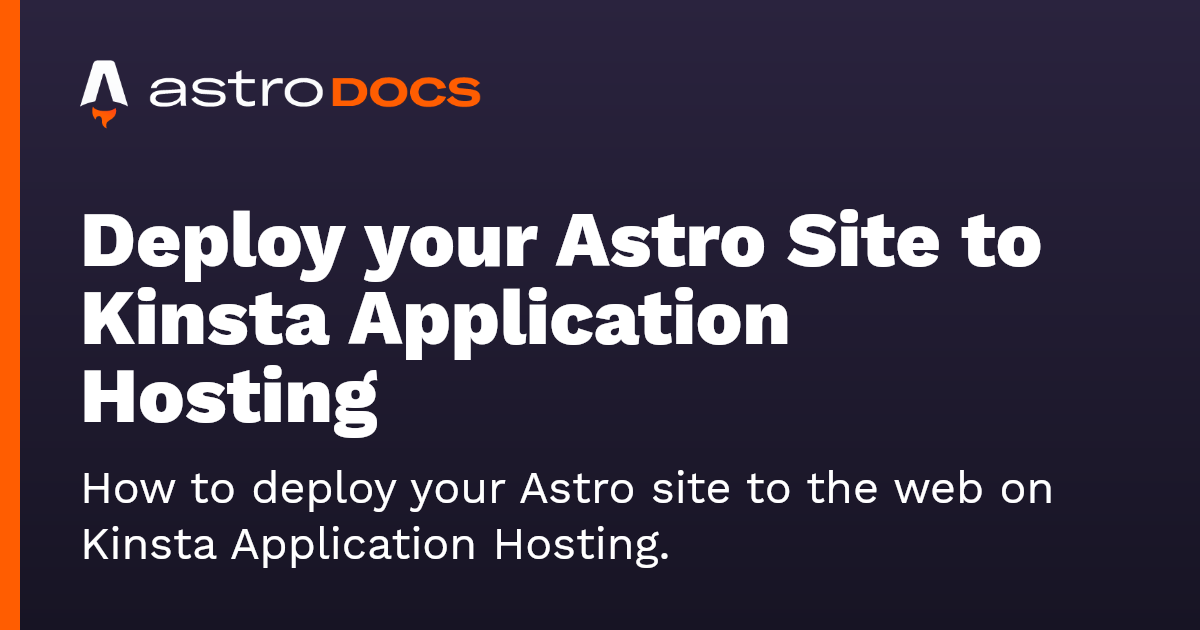 astro DOCS
Deploy your Astro Site to
Kinsta Application
Hosting
How to deploy your Astro site to the web on
Kinsta Application Hosting.